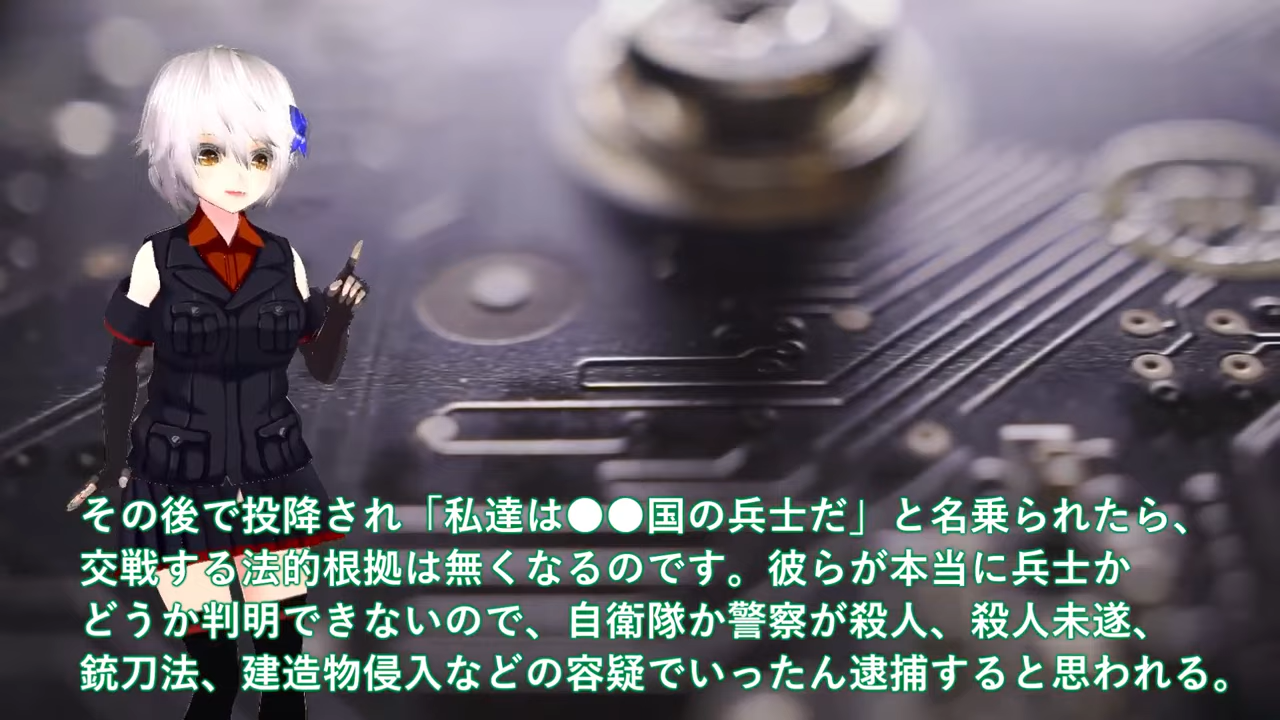 その後で投降され「私達は●●国の兵士だ」と名乗られたら、
交戦する法的根拠は無くなるのです。彼らが本当に兵士か
どうか判明できないので、自衛隊か警察が殺人、殺人未遂、
銃刀法、建造物侵入などの容疑でいったん逮捕すると思われる。